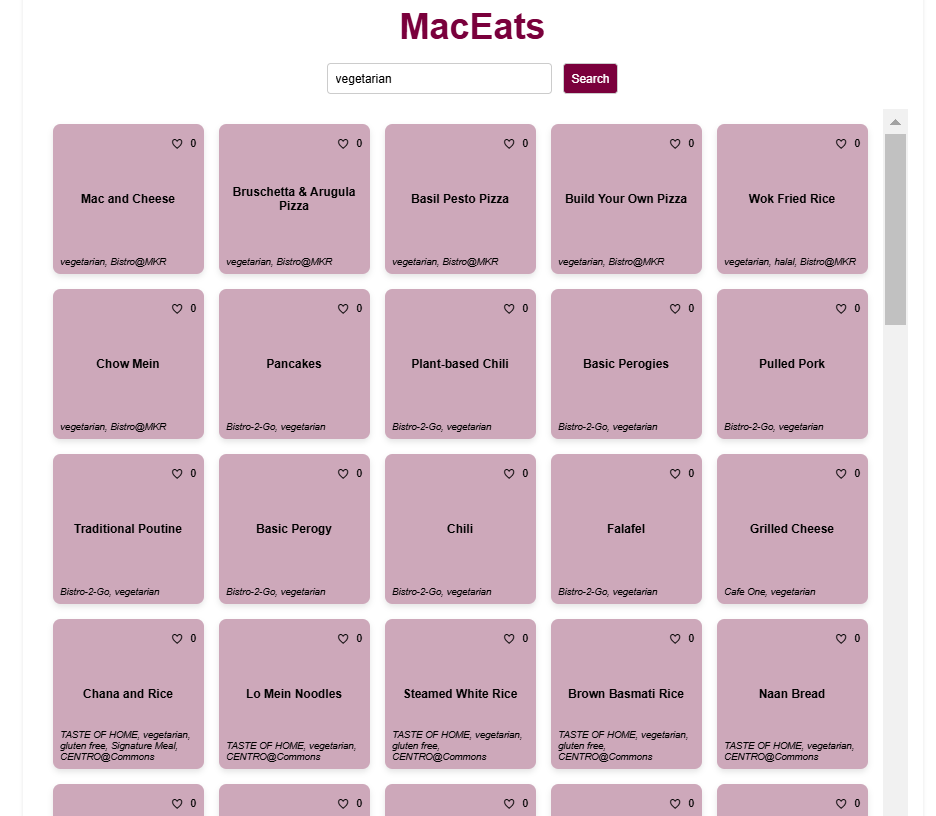 MacEats
vegetarian
Search
0
0
0
0
0
Mac and Cheese
Bruschetta & Arugula
Pizza
Basil Pesto Pizza
Build Your Own Pizza
Wok Fried Rice
vegetarian, Bistro@MKR
vegetarian, Bistro@MKR
vegetarian, Bistro@MKR
vegetarian, Bistro@MKR
vegetarian, halal, Bistro@MKR
0
0
0
0
0
Chow Mein
Pancakes
Plant-based Chili
Basic Perogies
Pulled Pork
vegetarian, Bistro@MKR
Bistro-2-Go, vegetarian
Bistro-2-Go, vegetarian
Bistro-2-Go, vegetarian
Bistro-2-Go, vegetarian
0
0
0
0
0
Traditional Poutine
Basic Perogy
Chili
Falafel
Grilled Cheese
Bistro-2-Go, vegetarian
Bistro-2-Go, vegetarian
Bistro-2-Go, vegetarian
Bistro-2-Go, vegetarian
Cafe One, vegetarian
0
0
0
0
0
Chana and Rice
Lo Mein Noodles
Steamed White Rice
Brown Basmati Rice
Naan Bread
TASTE OF HOME, vegetarian,
gluten free, Signature Meal,
CENTRO@Commons
TASTE OF HOME, vegetarian,
CENTRO@Commons
TASTE OF HOME, vegetarian,
gluten free,
CENTRO@Commons
TASTE OF HOME, vegetarian,
gluten free,
CENTRO@Commons
TASTE OF HOME, vegetarian,
CENTRO@Commons
0
0
0
0
0